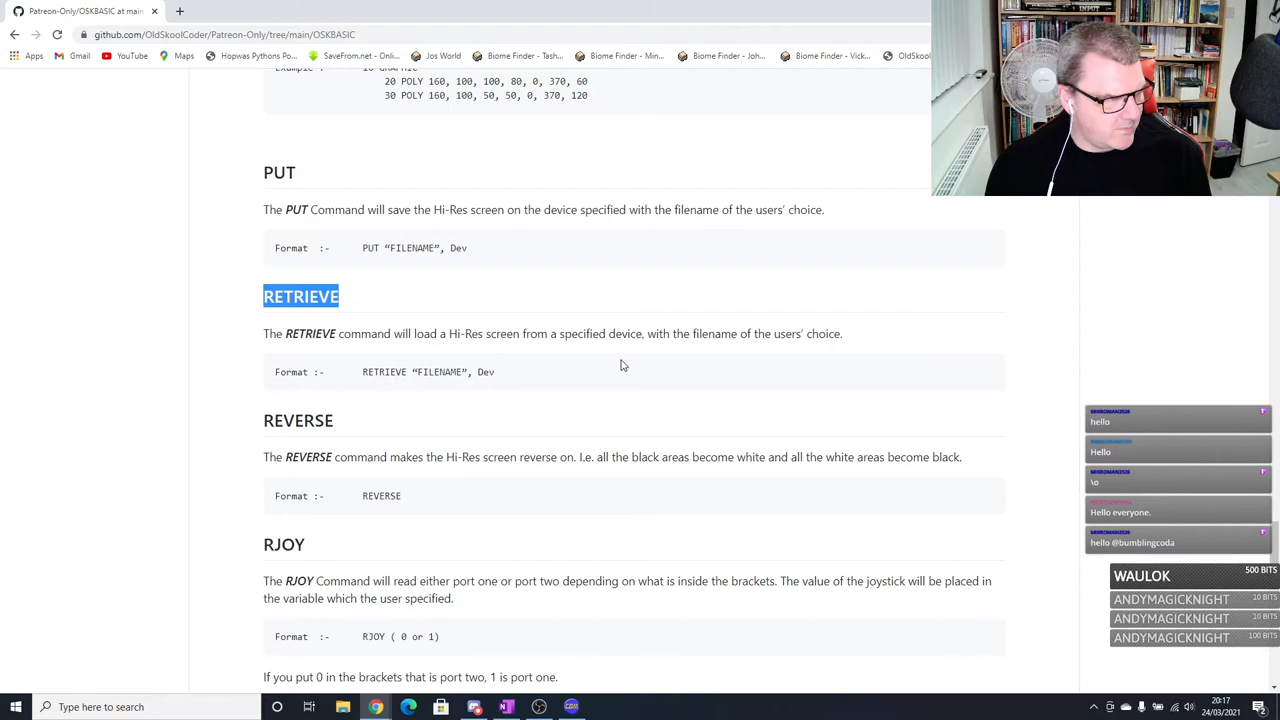 Patreon-Only/OSKBASIC at main
github.com/OldSkoolCoder/Patreon-Only/tree/main/OSK
Apps
Gmail
YouTube
Maps
Hopwas Pokemon Go -...
SaveFrom.net - Old S...
Jos World
Biome Finder - Tash...
Biome Finder - Min...
Biome Finder - Joh...
Biome Finder - Vick...
OldSkool
INPUT
20 POLY 160, 100, 110, 80, 0, 370, 60
30 POLY 160, 100, 50, 50, 0, 370, 120
PUT
The PUT Command will save the Hi-Res screen on the device specified with the filename of the users’ choice.
Format :- PUT “FILENAME”, Dev
RETRIEVE
The RETRIEVE command will load a Hi-Res screen from a specified device, with the filename of the users’ choice.
Format :- RETRIEVE “FILENAME”, Dev
REVERSE
The REVERSE command turns the Hi-Res screen reverse on, i.e. all the black areas become white and all the white areas become black.
Format :- REVERSE
RJOY
The RJOY Command will read either port one or port two depending on what is inside the brackets. The value of the joystick will be placed in
the variable which the user specified.
Format :- RJOY ( 0 or 1)
If you put 0 in the brackets that is port two, 1 is port one.
hello
Hello
\o
Hello everyone.
hello @bumblingcoda
WAULOK 500 BITS
ANDYMAGICKNIGHT 10 BITS
ANDYMAGICKNIGHT 10 BITS
ANDYMAGICKNIGHT 100 BITS
Type here to search
20:17
24/03/2021